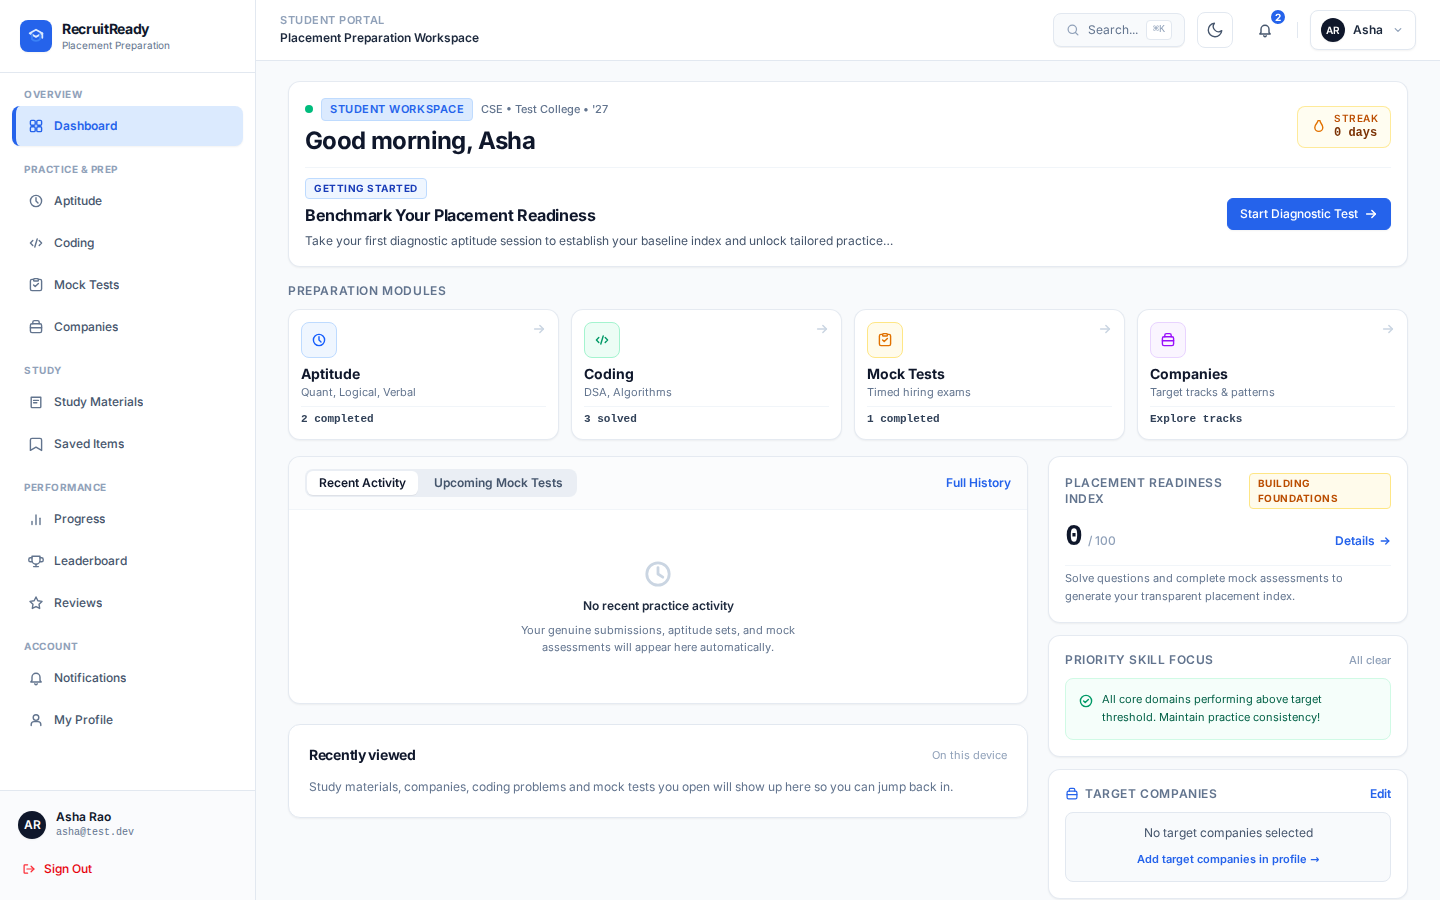 RecruitReady
Placement Preparation
OVERVIEW
Dashboard
PRACTICE & PREP
Aptitude
Coding
Mock Tests
Companies
STUDY
Study Materials
Saved Items
PERFORMANCE
Progress
Leaderboard
Reviews
ACCOUNT
Notifications
My Profile
AR
Asha Rao
asha@test.dev
Sign Out
STUDENT PORTAL
Placement Preparation Workspace
Search... ⌘K
2
AR Asha
STUDENT WORKSPACE CSE • Test College • '27
Good morning, Asha
STREAK
0 days
GETTING STARTED
Benchmark Your Placement Readiness
Take your first diagnostic aptitude session to establish your baseline index and unlock tailored practice...
Start Diagnostic Test →
PREPARATION MODULES
→
Aptitude
Quant, Logical, Verbal
2 completed
→
Coding
DSA, Algorithms
3 solved
→
Mock Tests
Timed hiring exams
1 completed
→
Companies
Target tracks & patterns
Explore tracks
Recent Activity Upcoming Mock Tests Full History
No recent practice activity
Your genuine submissions, aptitude sets, and mock
assessments will appear here automatically.
Recently viewed On this device
Study materials, companies, coding problems and mock tests you open will show up here so you can jump back in.
PLACEMENT READINESS
INDEX
BUILDING
FOUNDATIONS
0 / 100
Details →
Solve questions and complete mock assessments to
generate your transparent placement index.
PRIORITY SKILL FOCUS All clear
All core domains performing above target
threshold. Maintain practice consistency!
TARGET COMPANIES Edit
No target companies selected
Add target companies in profile →